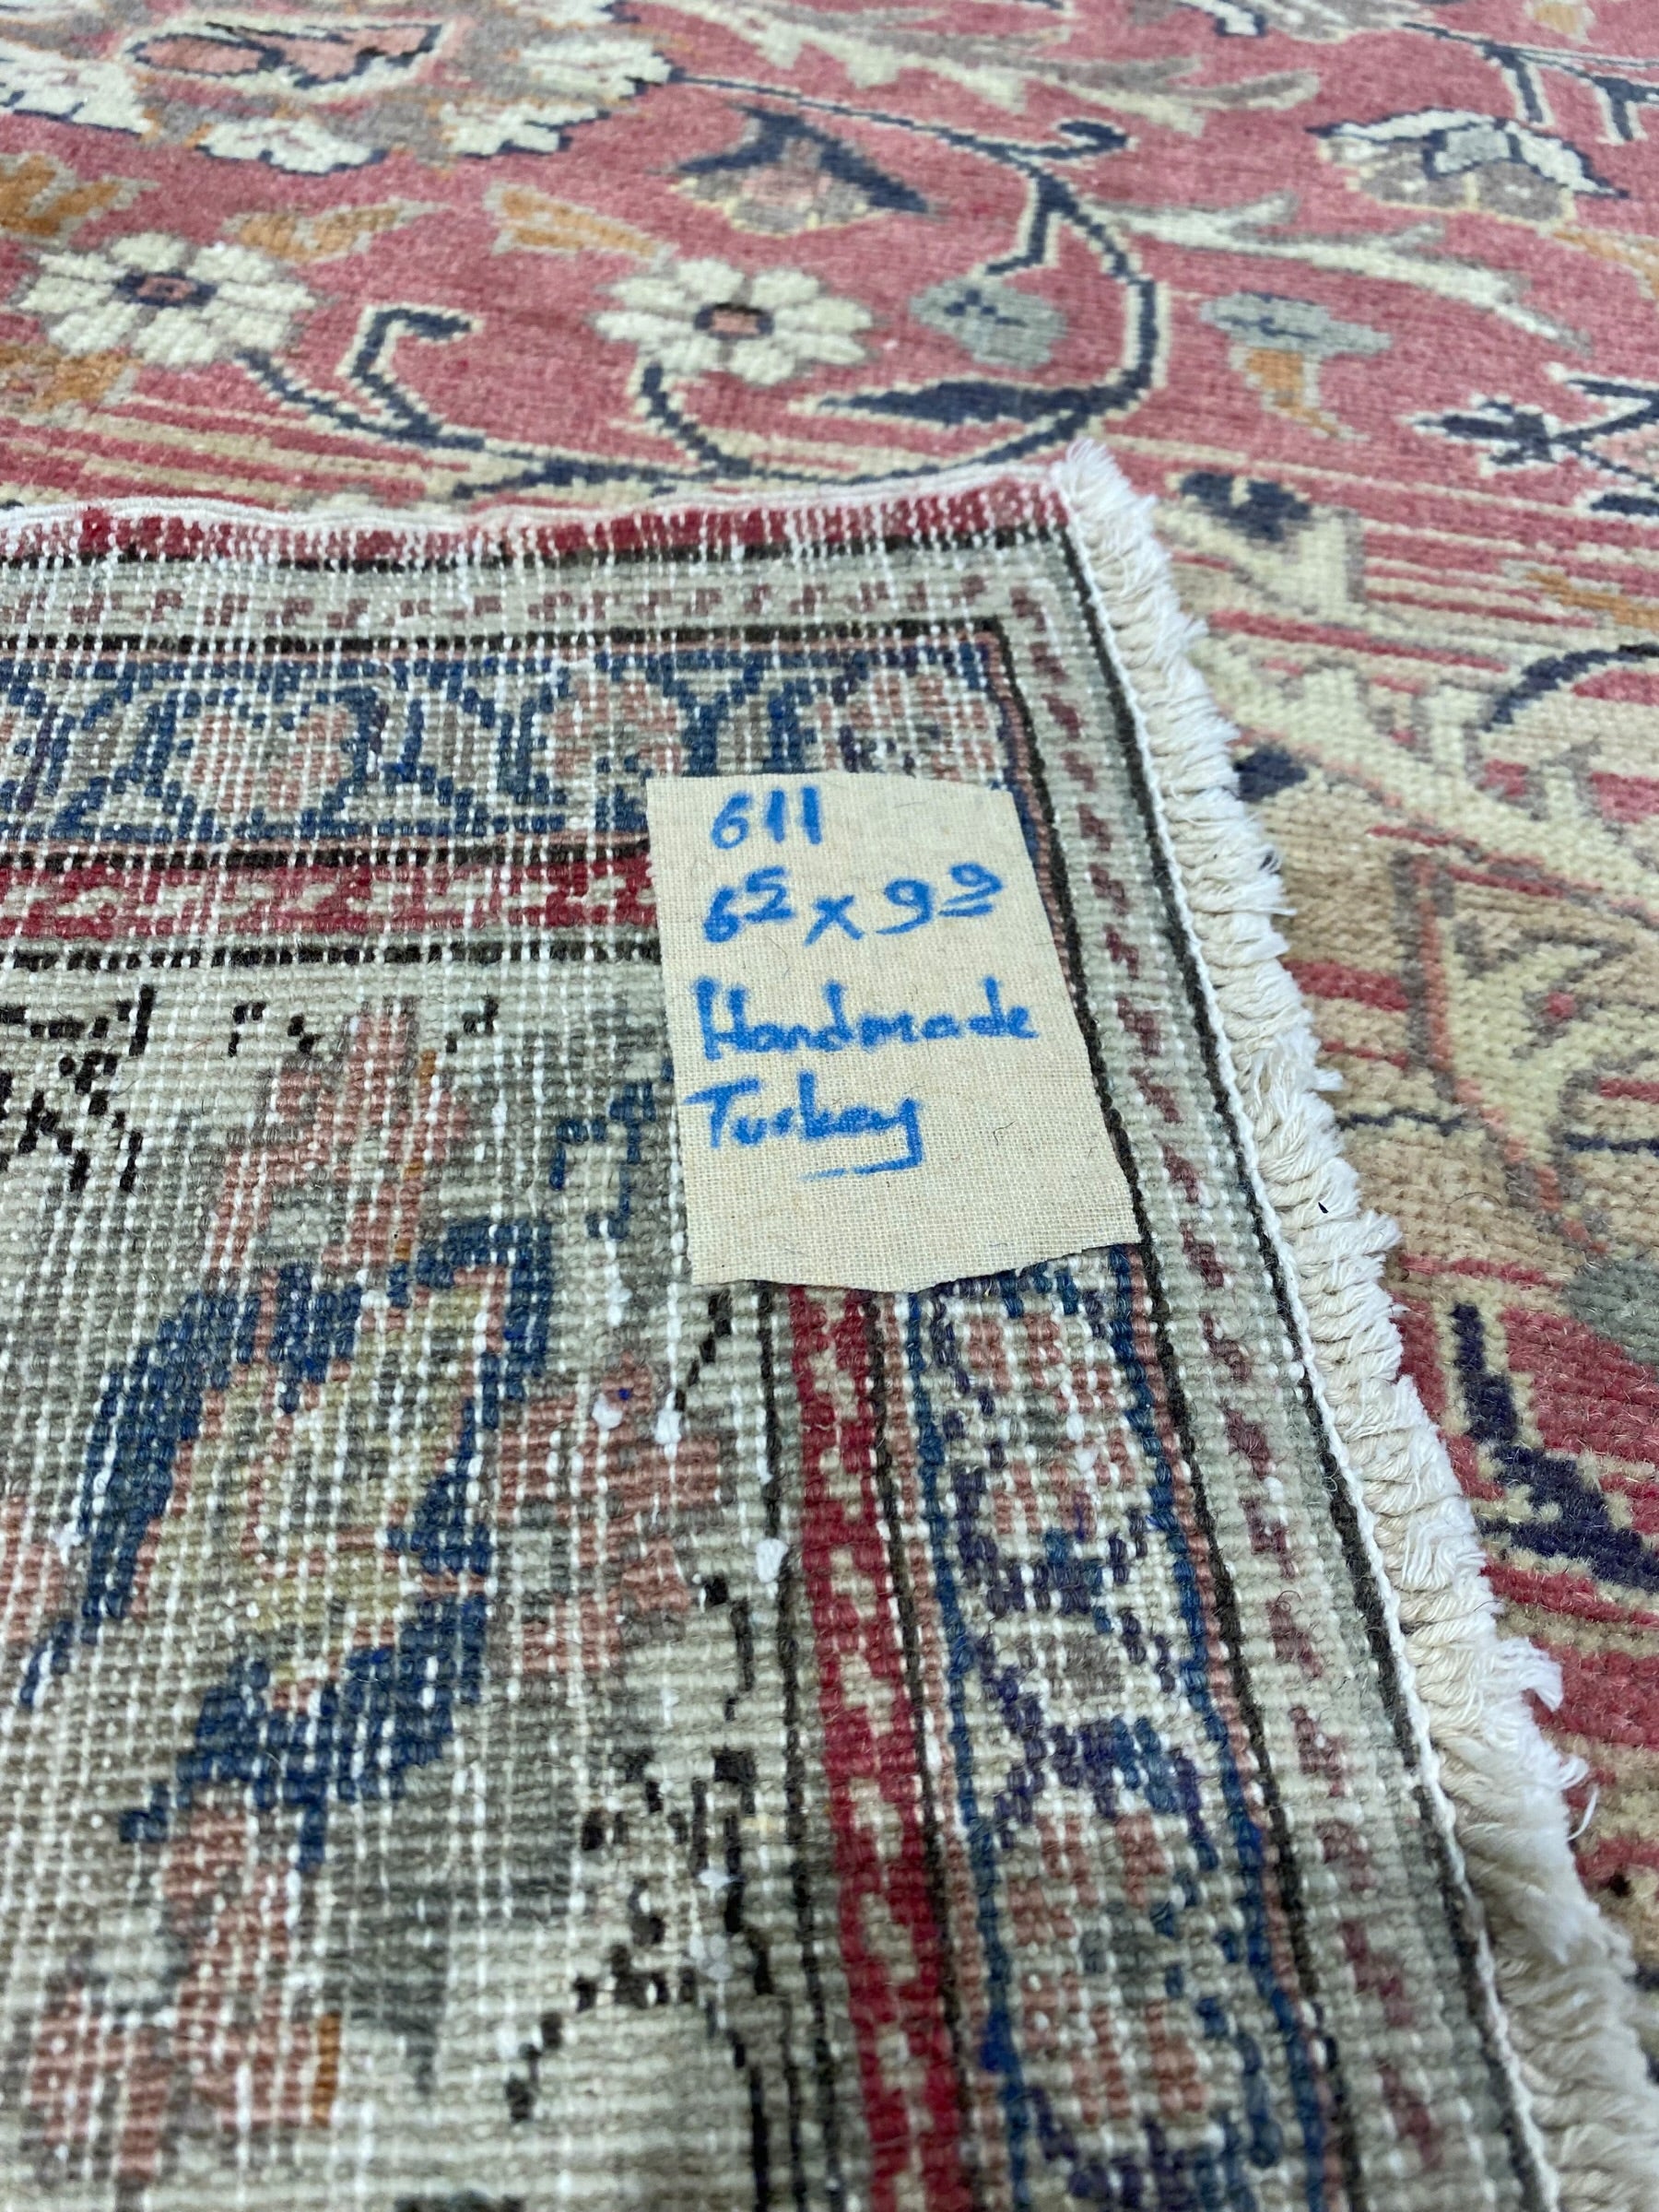 611
6⁵ x 9⁹
Handmade
Turkey